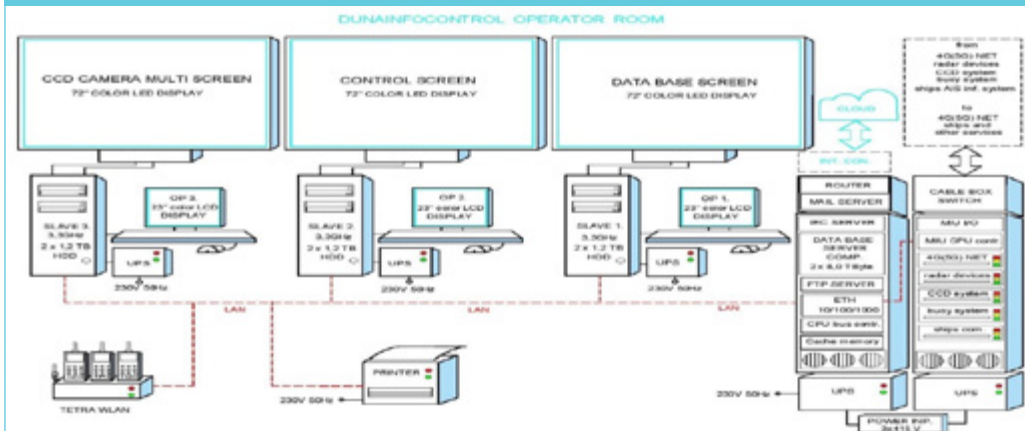 DUNAINFOCONTROL OPERATOR ROOM
CCD CAMERA MULTI SCREEN
72" COLOR LED DISPLAY
CONTROL SCREEN
72" COLOR LED DISPLAY
DATA BASE SCREEN
72" COLOR LED DISPLAY
from
4G(5G) NET
radar devices
CCD system
busy system
ships AIS inf. system
to
4G(5G) NET
ships and
other services
CLOUD
INT. CON.
SLAVE 3.
3,3GHz
2 x 1,2 TB
HDD
OP 3.
23" color LCD
DISPLAY
UPS
230V 50Hz
SLAVE 2.
3,3GHz
2 x 1,2 TB
HDD
OP 2.
23" color LCD
DISPLAY
UPS
230V 50Hz
SLAVE 1.
3,3GHz
2 x 1,2 TB
HDD
OP 1.
23" color LCD
DISPLAY
UPS
230V 50Hz
ROUTER
MAIL SERVER
DATA BASE
SERVER
COMP.
2 x 8,0 TByte
FTP SERVER
ETH
10/100/1000
CPU bus contr.
Cache memory
UPS
CABLE BOX
SWITCH
MIU I/O
MIU CPU contr.
4G(5G) NET
radar devices
CCD system
busy system
ships com.
UPS
LAN
LAN
LAN
TETRA WLAN
PRINTER
230V 50Hz
230V 50Hz
POWER INP.